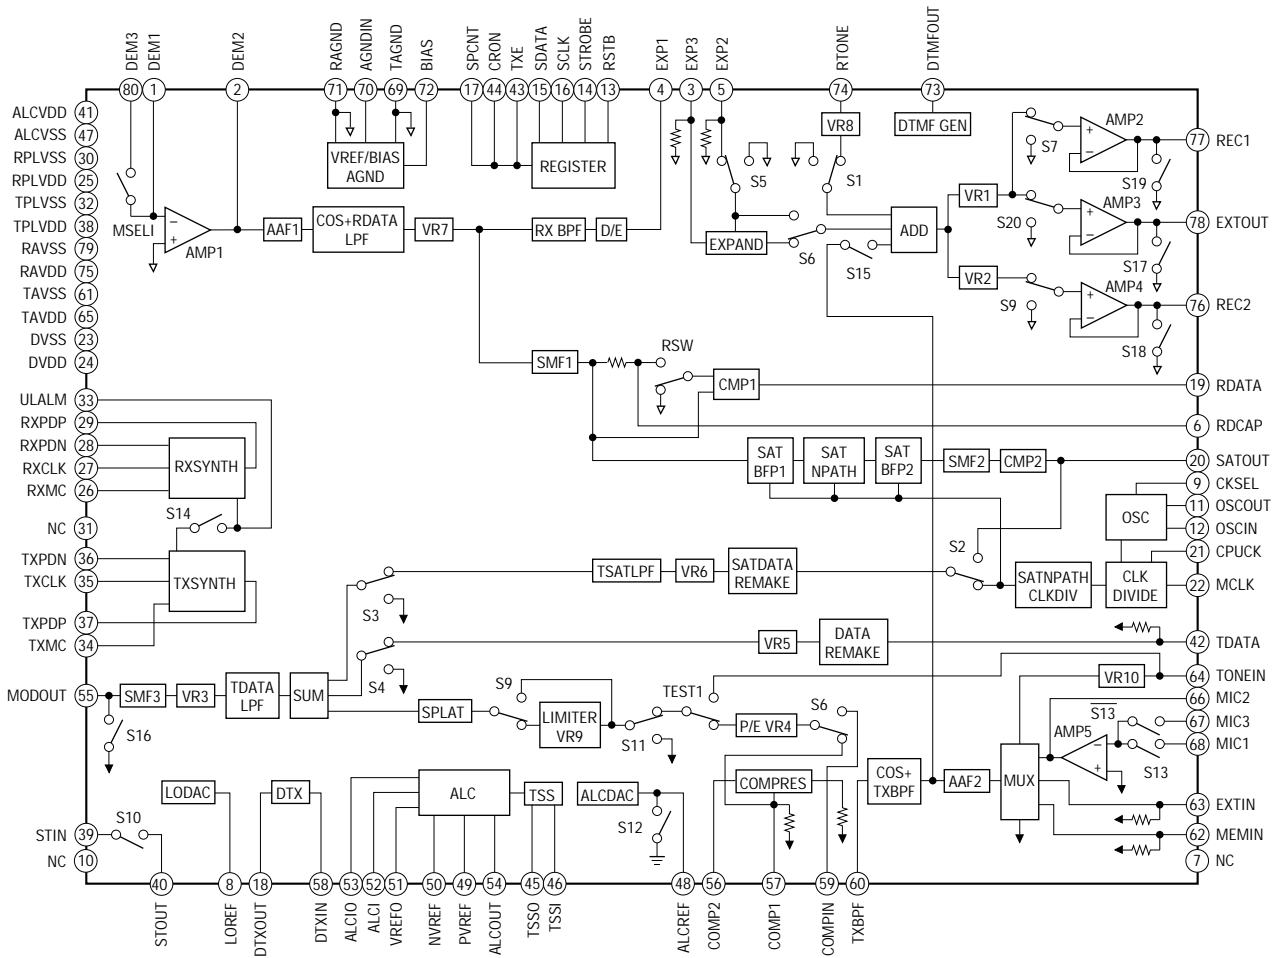 DEM3
DEM1
DEM2
RAGND
AGNDIN
TAGND
BIAS
SPCNT
CRON
TXE
SDATA
SCLK
STROBE
RSTB
EXP1
EXP3
EXP2
RTONE
DTMFOUT
80 1 2 71 70 69 72 17 44 43 15 16 14 13 4 3 5 74 73
ALCVDD 41
ALCVSS 47
RPLVSS 30
RPLVDD 25
TPLVSS 32
TPLVDD 38
RAVSS 79
RAVDD 75
TAVSS 61
TAVDD 65
DVSS 23
DVDD 24
ULALM 33
RXPDP 29
RXPDN 28
RXCLK 27
RXMC 26
NC 31
TXPDN 36
TXCLK 35
TXPDP 37
TXMC 34
MODOUT 55
STIN 39
NC 10
MSELI
−
+
AMP1
VREF/BIAS
AGND
REGISTER
AAF1
COS+RDATA
LPF
VR7
RX BPF
D/E
EXPAND
S5
VR8
S1
S6
S15
ADD
DTMF GEN
VR1
VR2
S7
S20
S9
+
−
AMP2
S19
+
−
AMP3
S17
+
−
AMP4
S18
77 REC1
78 EXTOUT
76 REC2
SMF1
RSW
CMP1
19 RDATA
6 RDCAP
SAT
BFP1
SAT
NPATH
SAT
BFP2
SMF2
CMP2
20 SATOUT
9 CKSEL
11 OSCOUT
12 OSCIN
21 CPUCK
22 MCLK
OSC
CLK
DIVIDE
SATNPATH
CLKDIV
S2
RXSYNTH
S14
TXSYNTH
S3
TSATLPF
VR6
SATDATA
REMAKE
S4
VR5
DATA
REMAKE
42 TDATA
64 TONEIN
66 MIC2
67 MIC3
68 MIC1
63 EXTIN
62 MEMIN
7 NC
SMF3
VR3
TDATA
LPF
SUM
S16
SPLAT
S9
LIMITER
VR9
S11
TEST1
P/E VR4
S6
VR10
S13
AMP5
−
+
S13
MUX
AAF2
COS+
TXBPF
COMPRES
LODAC
DTX
ALC
TSS
ALCDAC
S12
S10
40 8 18 58 53 52 51 50 49 54 45 46 48 56 57 59 60
STOUT
LOREF
DTXOUT
DTXIN
ALCIO
ALCI
VREFO
NVREF
PVREF
ALCOUT
TSSO
TSSI
ALCREF
COMP2
COMP1
COMPIN
TXBPF